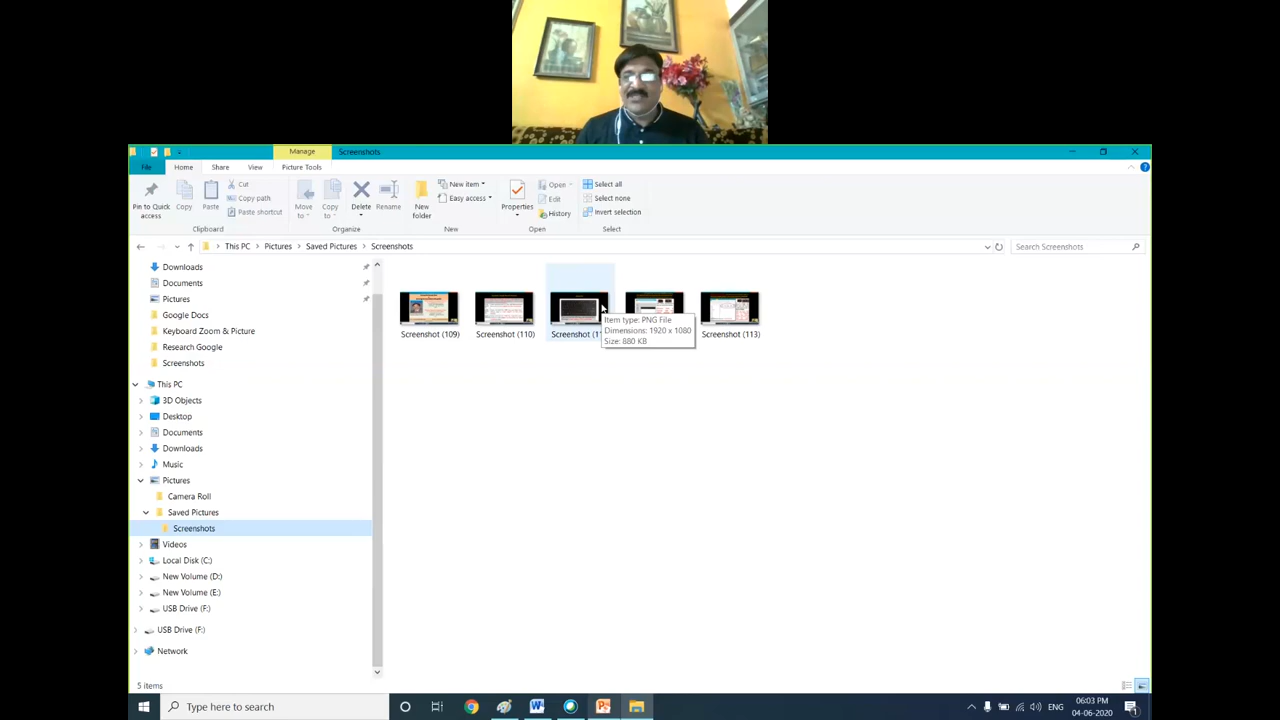 Manage
Screenshots
File
Home
Share
View
Picture Tools
Pin to Quick access
Copy
Paste
Cut
Copy path
Paste shortcut
Clipboard
Move to
Copy to
Delete
Rename
Organize
New folder
New item
Easy access
New
Properties
Open
Edit
History
Open
Select all
Select none
Invert selection
Select
This PC > Pictures > Saved Pictures > Screenshots
Search Screenshots
Downloads
Documents
Pictures
Google Docs
Keyboard Zoom & Picture
Research Google
Screenshots
This PC
3D Objects
Desktop
Documents
Downloads
Music
Pictures
Camera Roll
Saved Pictures
Screenshots
Videos
Local Disk (C:)
New Volume (D:)
New Volume (E:)
USB Drive (F:)
USB Drive (F:)
Network
Screenshot (109)
Screenshot (110)
Screenshot (11
Screenshot (113)
Item type: PNG File
Dimensions: 1920 x 1080
Size: 880 KB
5 items
Type here to search
ENG
06:03 PM
04-06-2020